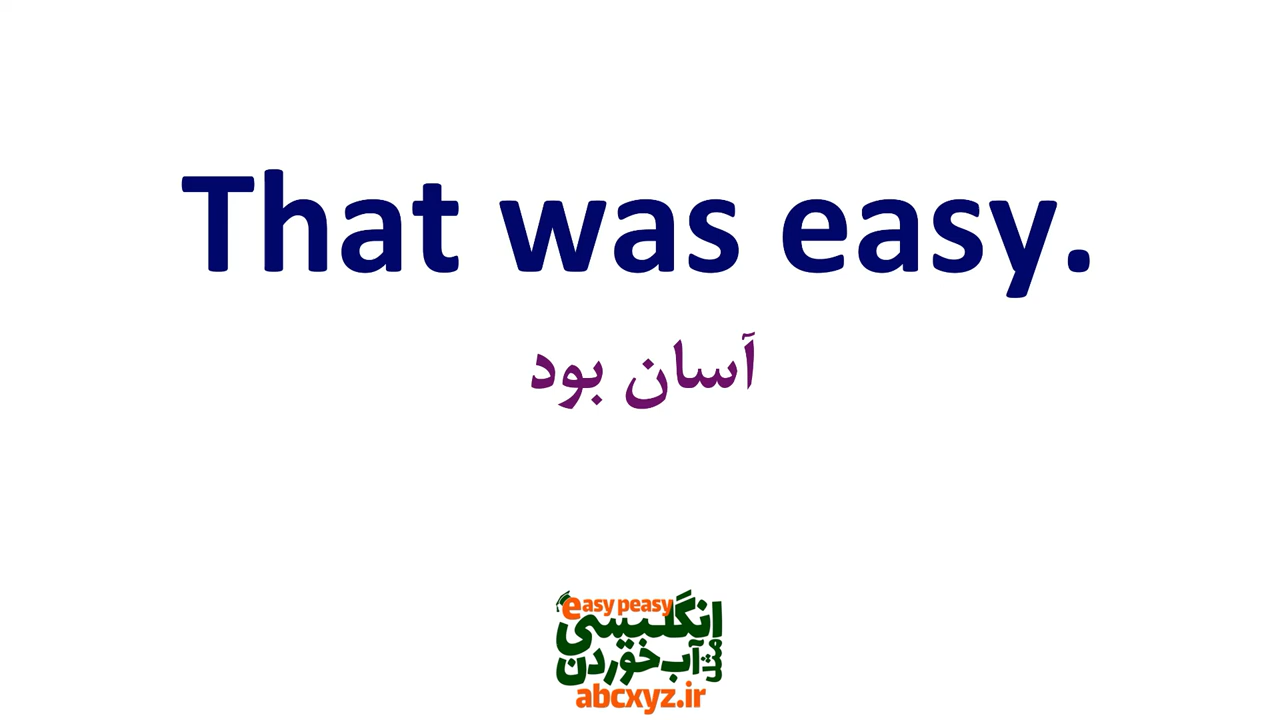 That was easy.
آسان بود
easy peasy
انگلیسی
مثل آب خوردن
abcxyz.ir